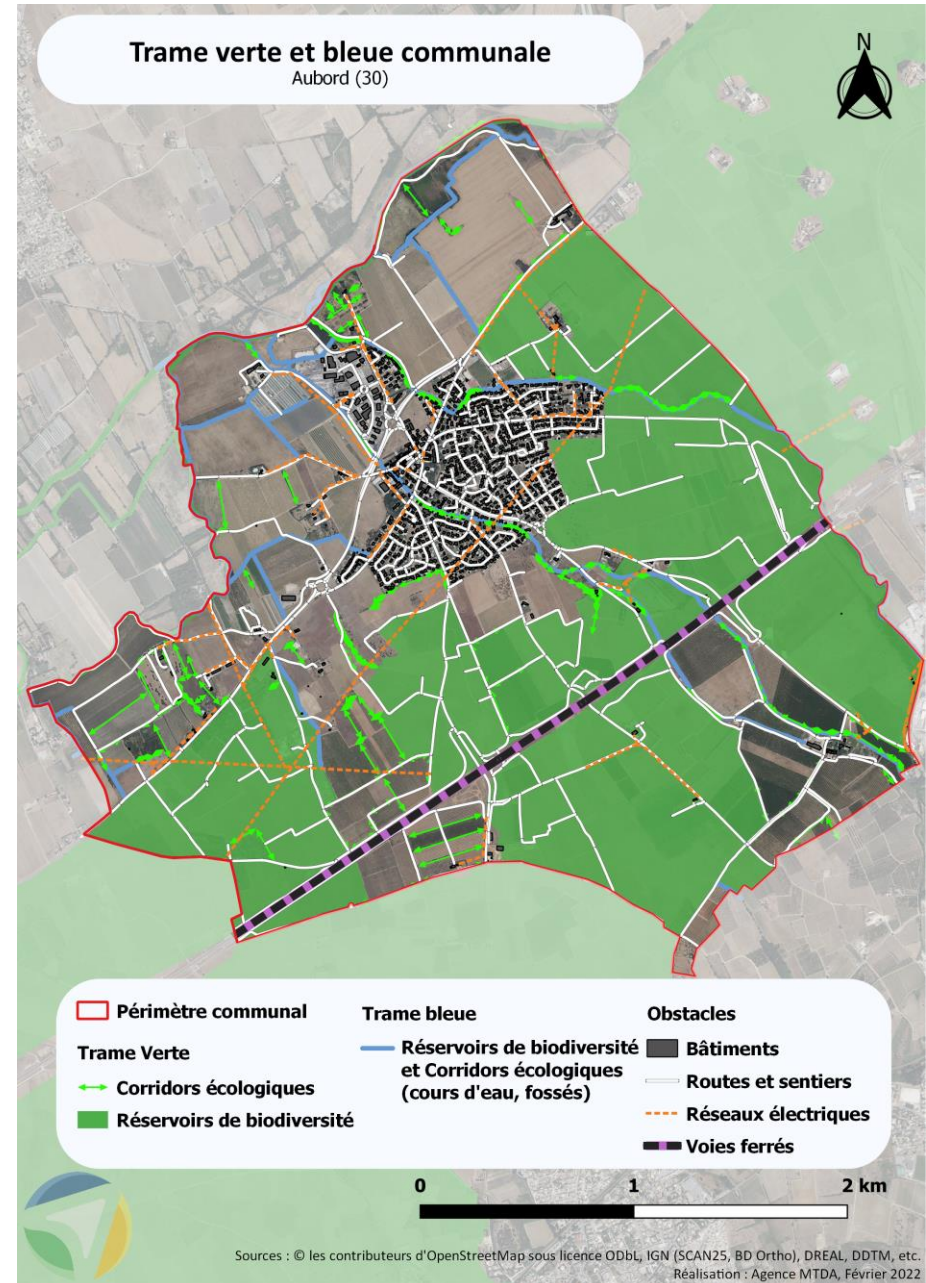 Trame verte et bleue communale
Aubord (30)
N
Périmètre communal
Trame Verte
Corridors écologiques
Réservoirs de biodiversité
Trame bleue
Réservoirs de biodiversité
et Corridors écologiques
(cours d'eau, fossés)
Obstacles
Bâtiments
Routes et sentiers
Réseaux électriques
Voies ferrés
0 1 2 km
Sources : © les contributeurs d'OpenStreetMap sous licence ODbL, IGN (SCAN25, BD Ortho), DREAL, DDTM, etc.
Réalisation : Agence MTDA, Février 2022